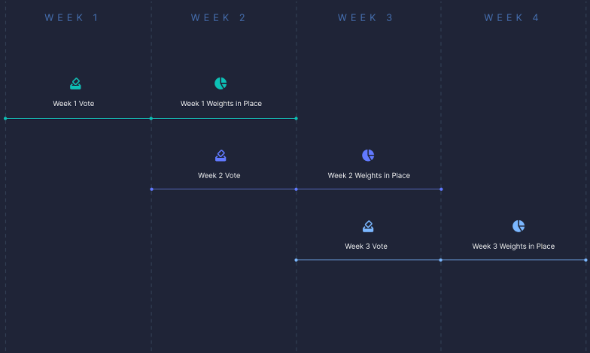 WEEK 1
WEEK 2
WEEK 3
WEEK 4
Week 1 Vote
Week 1 Weights in Place
Week 2 Vote
Week 2 Weights in Place
Week 3 Vote
Week 3 Weights in Place